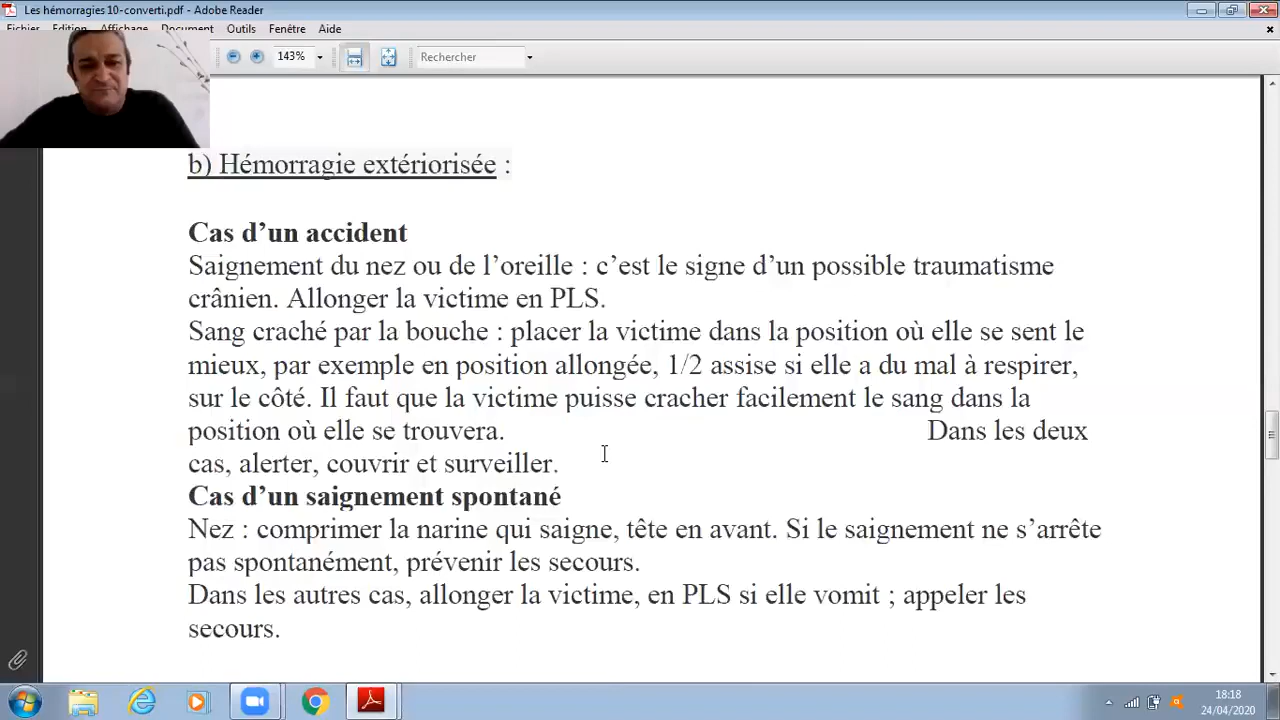 Les hémorragies 10-converti.pdf - Adobe Reader
Fichier Edition Affichage Document Outils Fenêtre Aide
143% Rechercher
b) Hémorragie extériorisée :
Cas d’un accident
Saignement du nez ou de l’oreille : c’est le signe d’un possible traumatisme
crânien. Allonger la victime en PLS.
Sang craché par la bouche : placer la victime dans la position où elle se sent le
mieux, par exemple en position allongée, 1/2 assise si elle a du mal à respirer,
sur le côté. Il faut que la victime puisse cracher facilement le sang dans la
position où elle se trouvera. Dans les deux
cas, alerter, couvrir et surveiller.
Cas d’un saignement spontané
Nez : comprimer la narine qui saigne, tête en avant. Si le saignement ne s’arrête
pas spontanément, prévenir les secours.
Dans les autres cas, allonger la victime, en PLS si elle vomit ; appeler les
secours.
18:18
24/04/2020